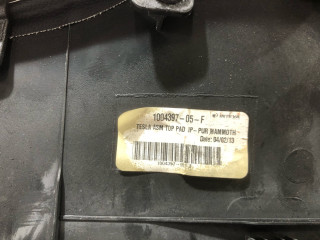 1004397-05-F
TESLA ASM TOP PAD IP - PUR MAMMOTH -
Date: 04/02/13